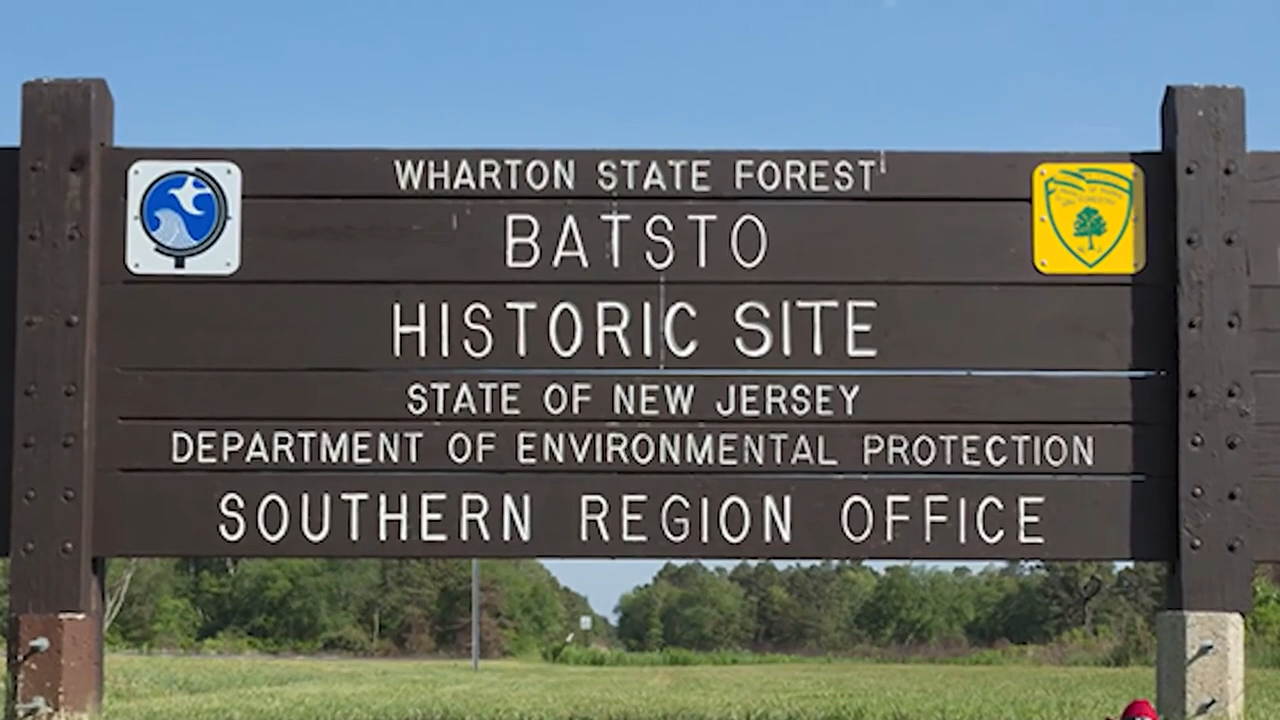 WHARTON STATE FOREST
BATSTO
HISTORIC SITE
STATE OF NEW JERSEY
DEPARTMENT OF ENVIRONMENTAL PROTECTION
SOUTHERN REGION OFFICE